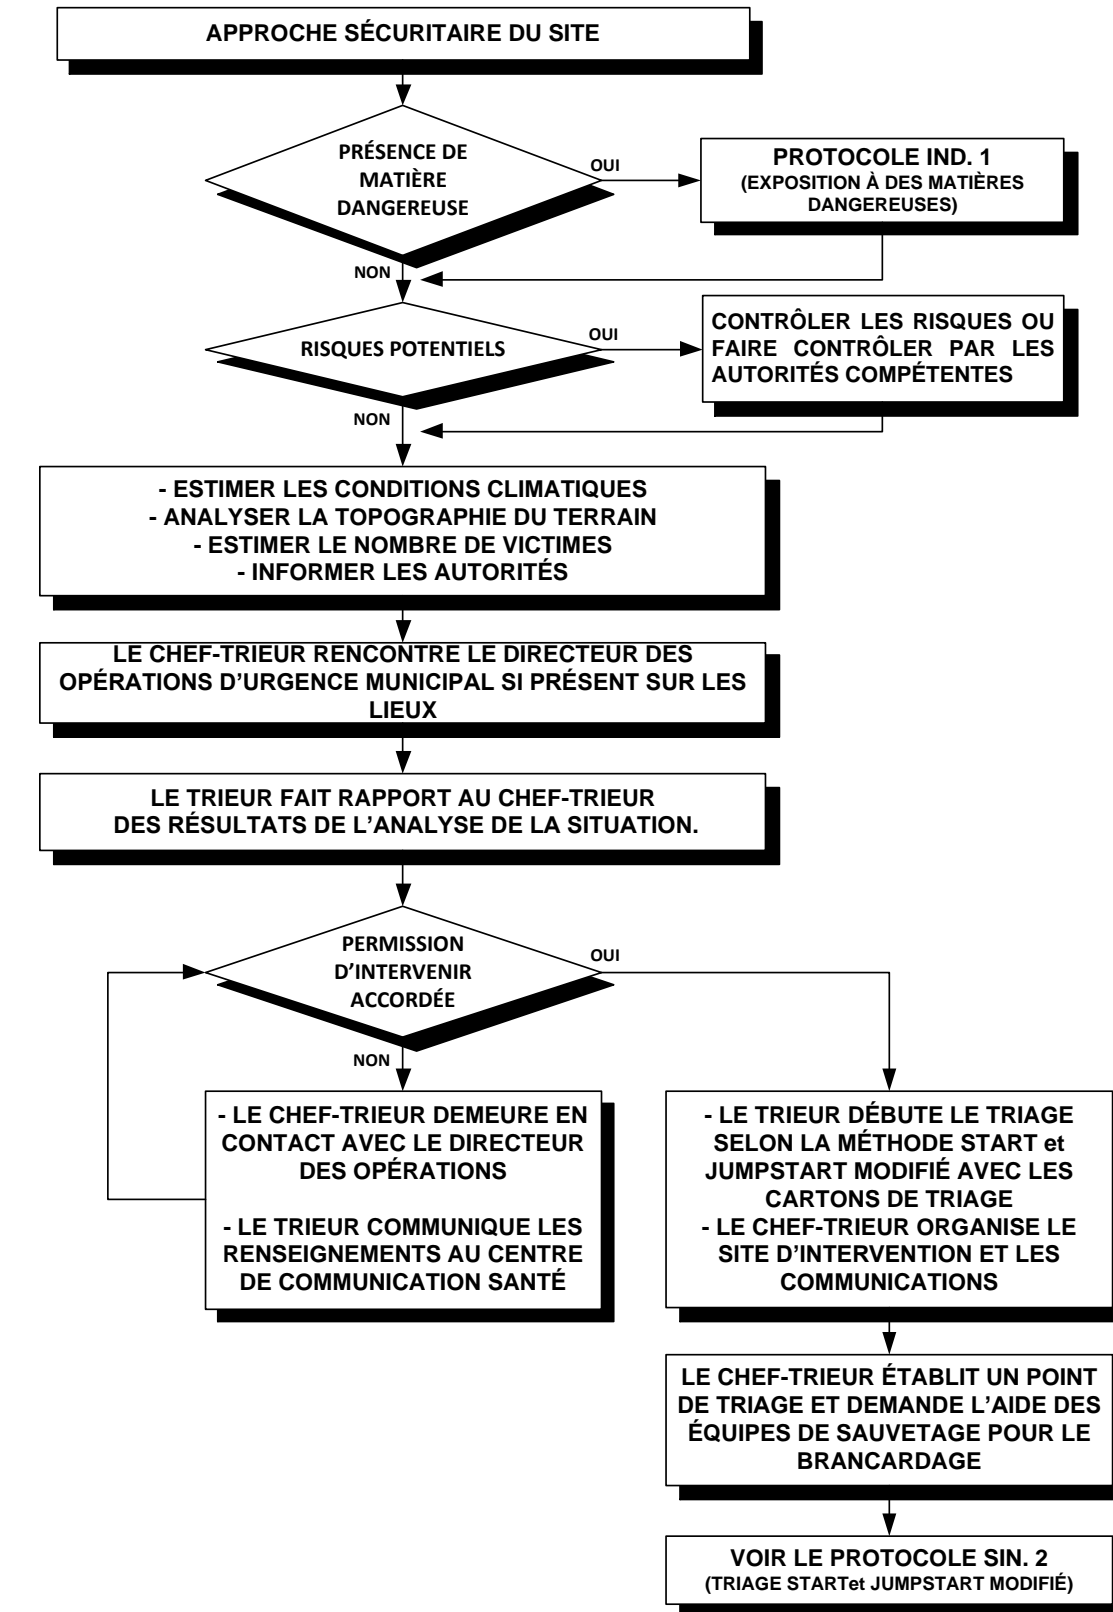 APPROCHE SÉCURITAIRE DU SITE
PRÉSENCE DE
MATIÈRE
DANGEREUSE
OUI
PROTOCOLE IND. 1
(EXPOSITION À DES MATIÈRES
DANGEREUSES)
NON
RISQUES POTENTIELS
OUI
CONTRÔLER LES RISQUES OU
FAIRE CONTRÔLER PAR LES
AUTORITÉS COMPÉTENTES
NON
- ESTIMER LES CONDITIONS CLIMATIQUES
- ANALYSER LA TOPOGRAPHIE DU TERRAIN
- ESTIMER LE NOMBRE DE VICTIMES
- INFORMER LES AUTORITÉS
LE CHEF-TRIEUR RENCONTRE LE DIRECTEUR DES
OPÉRATIONS D’URGENCE MUNICIPAL SI PRÉSENT SUR LES
LIEUX
LE TRIEUR FAIT RAPPORT AU CHEF-TRIEUR
DES RÉSULTATS DE L’ANALYSE DE LA SITUATION.
PERMISSION
D’INTERVENIR
ACCORDÉE
OUI
NON
- LE CHEF-TRIEUR DEMEURE EN
CONTACT AVEC LE DIRECTEUR
DES OPÉRATIONS
- LE TRIEUR COMMUNIQUE LES
RENSEIGNEMENTS AU CENTRE
DE COMMUNICATION SANTÉ
- LE TRIEUR DÉBUTE LE TRIAGE
SELON LA MÉTHODE START et
JUMPSTART MODIFIÉ AVEC LES
CARTONS DE TRIAGE
- LE CHEF-TRIEUR ORGANISE LE
SITE D’INTERVENTION ET LES
COMMUNICATIONS
LE CHEF-TRIEUR ÉTABLIT UN POINT
DE TRIAGE ET DEMANDE L’AIDE DES
ÉQUIPES DE SAUVETAGE POUR LE
BRANCARDAGE
VOIR LE PROTOCOLE SIN. 2
(TRIAGE STARTet JUMPSTART MODIFIÉ)